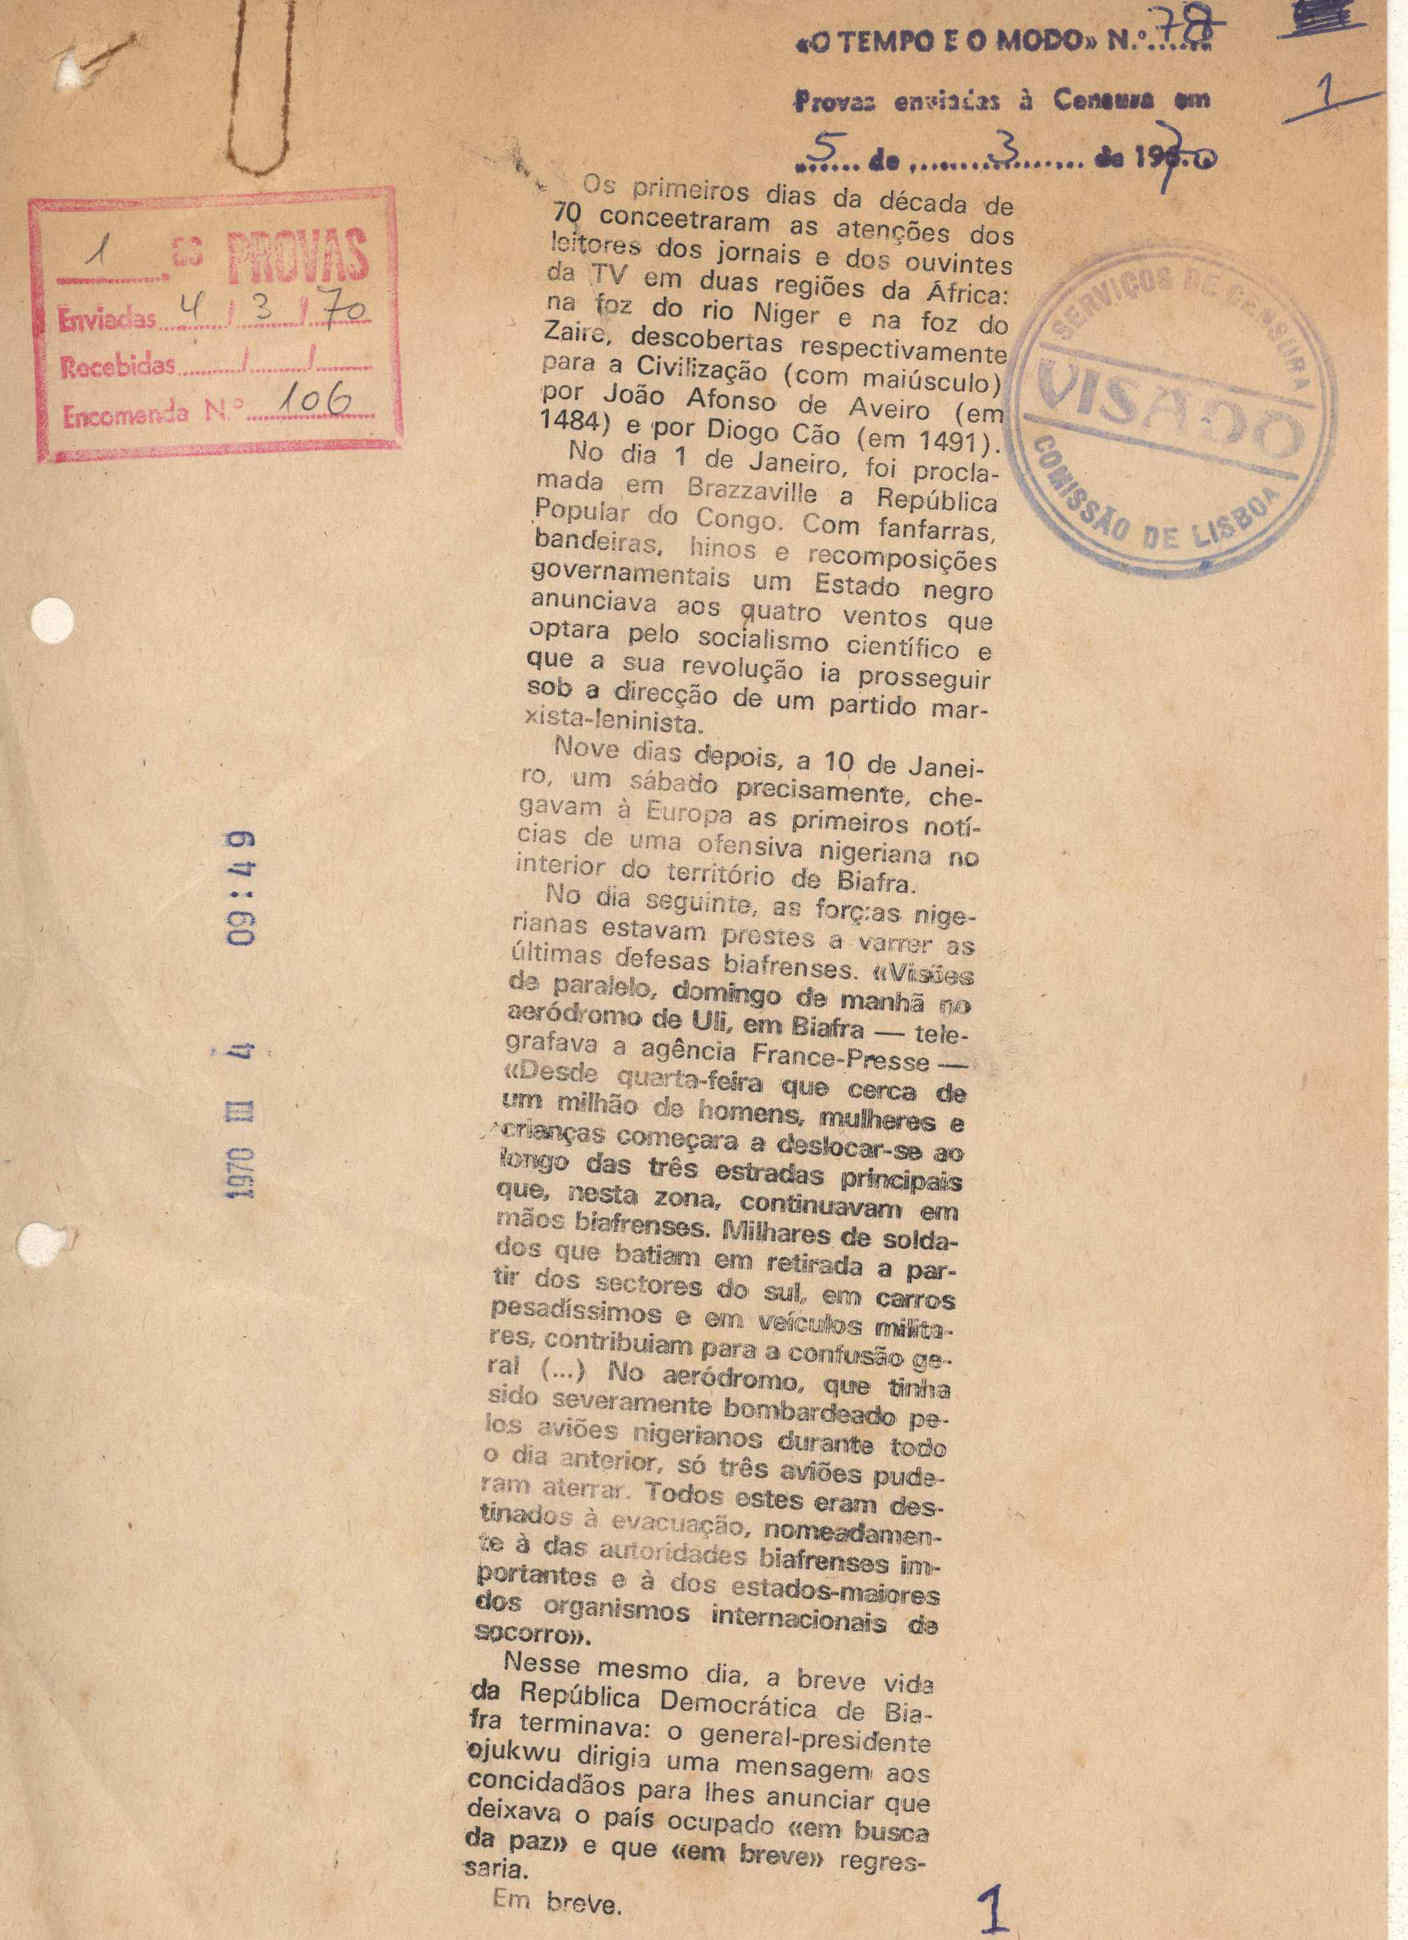 «O TEMPO E O MODO» N.º 78
1
Provas enviadas à Censura em
5 de 3 de 1970
1 .as PROVAS
Enviadas 4 / 3 / 70
Recebidas / /
Encomenda N.º 106
SERVIÇOS DE CENSURA
VISADO
COMISSÃO DE LISBOA
Os primeiros dias da década de
70 conceetraram as atenções dos
leitores dos jornais e dos ouvintes
da TV em duas regiões da África:
na foz do rio Niger e na foz do
Zaire, descobertas respectivamente
para a Civilização (com maiúsculo)
por João Afonso de Aveiro (em
1484) e por Diogo Cão (em 1491).
No dia 1 de Janeiro, foi procla-
mada em Brazzaville a República
Popular do Congo. Com fanfarras,
bandeiras, hinos e recomposições
governamentais um Estado negro
anunciava aos quatro ventos que
optara pelo socialismo científico e
que a sua revolução ia prosseguir
sob a direcção de um partido mar-
xista-leninista.
Nove dias depois, a 10 de Janei-
ro, um sábado precisamente, che-
gavam à Europa as primeiros notí-
cias de uma ofensiva nigeriana no
interior do território de Biafra.
No dia seguinte, as forç:as nige-
rianas estavam prestes a varrer as
últimas defesas biafrenses. «Visões
de paralelo, domingo de manhã no
aeródromo de Uli, em Biafra — tele-
grafava a agência France-Presse —
«Desde quarta-feira que cerca de
um milhão de homens, mulheres e
crianças começara a deslocar-se ao
longo das três estradas principais
que, nesta zona, continuavam em
mãos biafrenses. Milhares de solda-
dos que batiam em retirada a par-
tir dos sectores do sul, em carros
pesadíssimos e em veículos milita-
res, contribuiam para a confusão ge-
ral (...) No aeródromo, que tinha
sido severamente bombardeado pe-
los aviões nigerianos durante todo
o dia anterior, só três aviões pude-
ram aterrar. Todos estes eram des-
tinados à evacuação, nomeadamen-
te à das autoridades biafrenses im-
portantes e à dos estados-maiores
dos organismos internacionais de
socorro».
Nesse mesmo dia, a breve vida
da República Democrática de Bia-
fra terminava: o general-presidente
ojukwu dirigia uma mensagem aos
concidadãos para lhes anunciar que
deixava o país ocupado «em busca
da paz» e que «em breve» regres-
saria.
Em breve.
1970 III 4 09:49
1